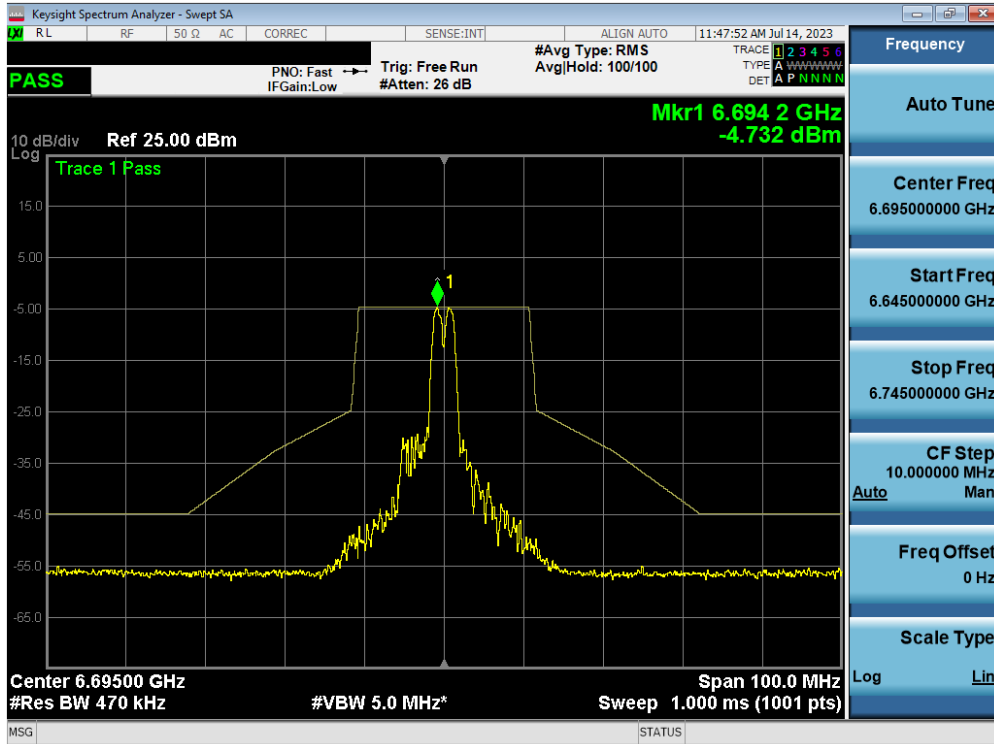 Keysight Spectrum Analyzer - Swept SA
LXI RL RF 50 Ω AC CORREC SENSE:INT ALIGN AUTO 11:47:52 AM Jul 14, 2023
PASS
PNO: Fast
IFGain:Low
Trig: Free Run
#Atten: 26 dB
#Avg Type: RMS
Avg|Hold: 100/100
TRACE 1 2 3 4 5 6
TYPE A WWWWW
DET A P N N N N
Mkr1 6.694 2 GHz
-4.732 dBm
10 dB/div Ref 25.00 dBm
Log
Trace 1 Pass
15.0
5.00
1
-5.00
-15.0
-25.0
-35.0
-45.0
-55.0
-65.0
Center 6.69500 GHz Span 100.0 MHz
#Res BW 470 kHz #VBW 5.0 MHz* Sweep 1.000 ms (1001 pts)
MSG STATUS
Frequency
Auto Tune
Center Freq
6.695000000 GHz
Start Freq
6.645000000 GHz
Stop Freq
6.745000000 GHz
CF Step
10.000000 MHz
Auto Man
Freq Offset
0 Hz
Scale Type
Log Lin